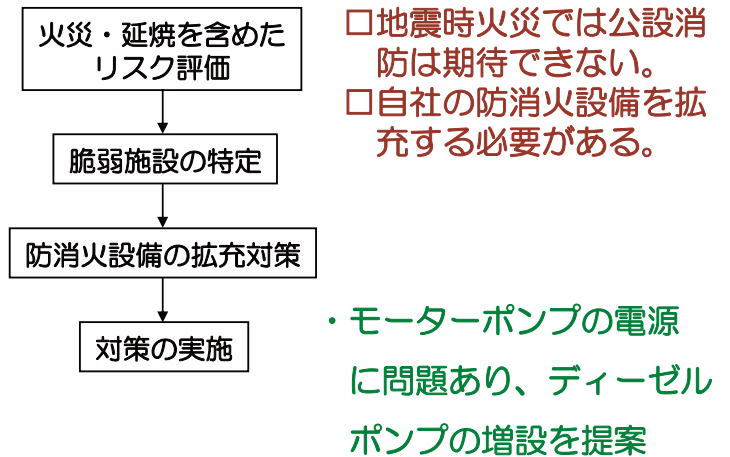 火災・延焼を含めた
リスク評価
脆弱施設の特定
防消火設備の拡充対策
対策の実施
□地震時火災では公設消
防は期待できない。
□自社の防消火設備を拡
充する必要がある。
・モーターポンプの電源
に問題あり、ディーゼル
ポンプの増設を提案